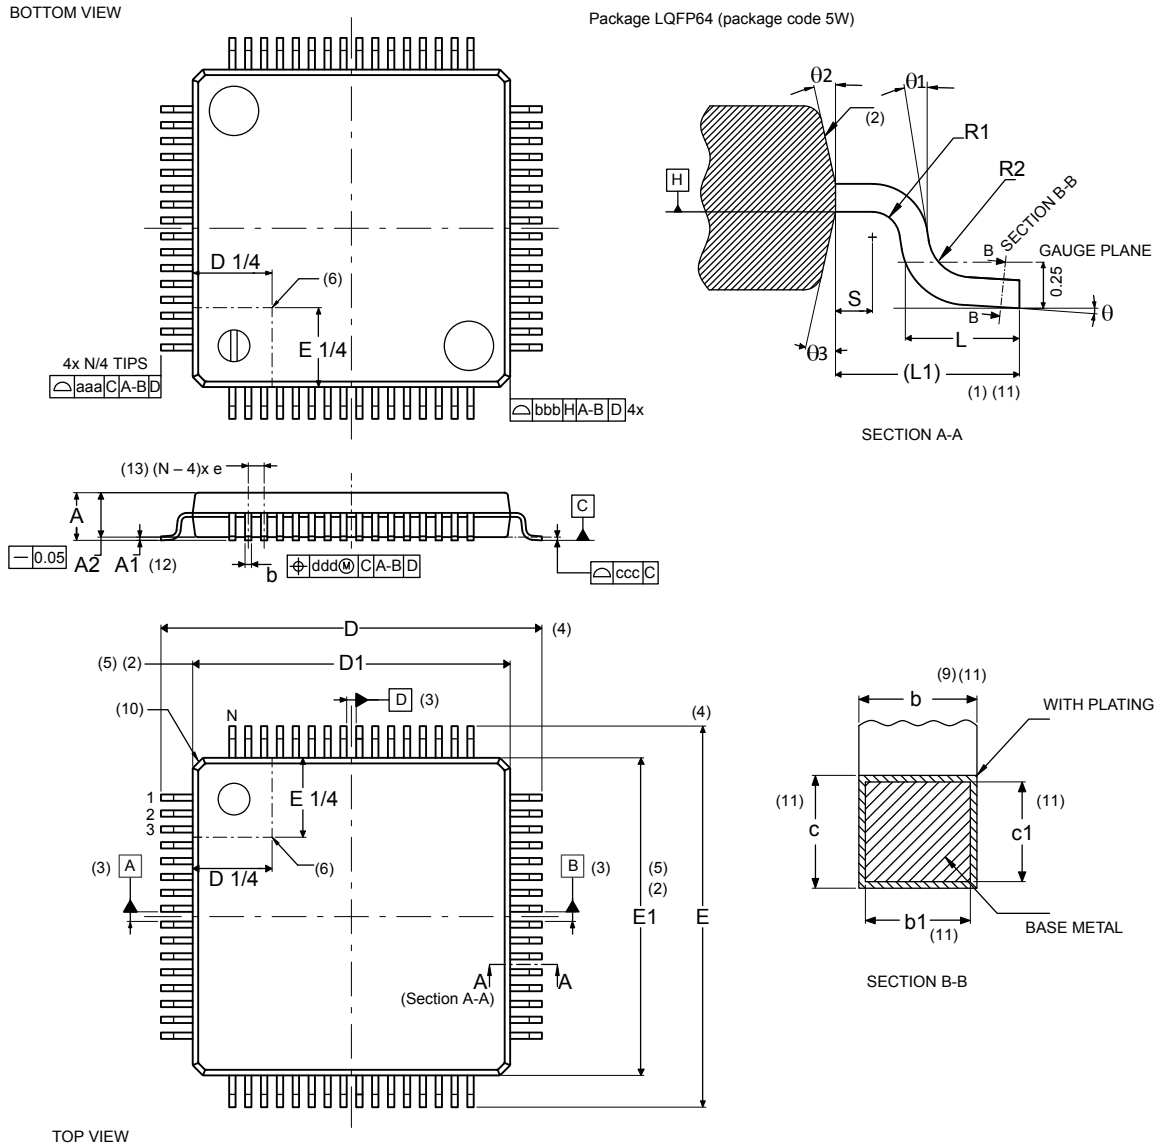 BOTTOM VIEW
Package LQFP64 (package code 5W)
D 1/4
(6)
E 1/4
4x N/4 TIPS
⌓ aaa C A-B D
⌓ bbb H A-B D 4x
θ2
θ1
(2)
R1
R2
H
SECTION B-B
B
GAUGE PLANE
0.25
S
B
θ
L
θ3
(L1)
(1) (11)
SECTION A-A
(13) (N – 4)x e
A
C
— 0.05
A2
A1
(12)
b
⌖ ddd Ⓜ C A-B D
⌓ ccc C
D
(4)
(5) (2)
D1
(10)
N
D
(3)
(4)
1
2
3
E 1/4
(6)
D 1/4
(3)
A
B
(3)
(5)
(2)
E1
E
A
A
(Section A-A)
TOP VIEW
(9) (11)
b
WITH PLATING
(11)
c
(11)
c1
b1
(11)
BASE METAL
SECTION B-B